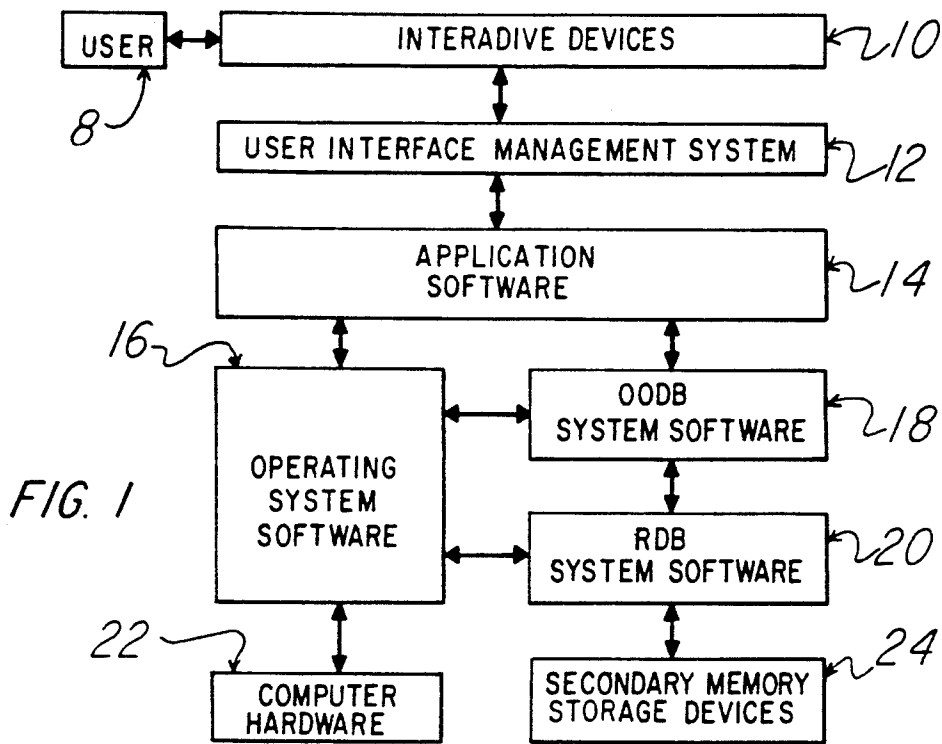 USER
INTERADIVE DEVICES
10
8
USER INTERFACE MANAGEMENT SYSTEM
12
APPLICATION
SOFTWARE
14
16
OPERATING
SYSTEM
SOFTWARE
OODB
SYSTEM SOFTWARE
18
FIG. 1
RDB
SYSTEM SOFTWARE
20
22
COMPUTER
HARDWARE
SECONDARY MEMORY
STORAGE DEVICES
24